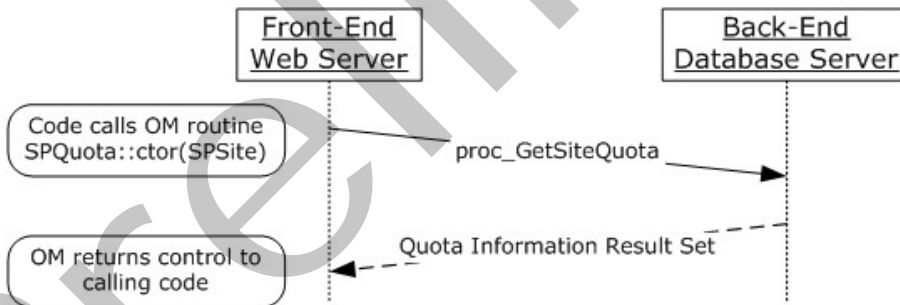 Front-End
Web Server
Back-End
Database Server
Code calls OM routine
SPQuota::ctor(SPSite)
proc_GetSiteQuota
Quota Information Result Set
OM returns control to
calling code